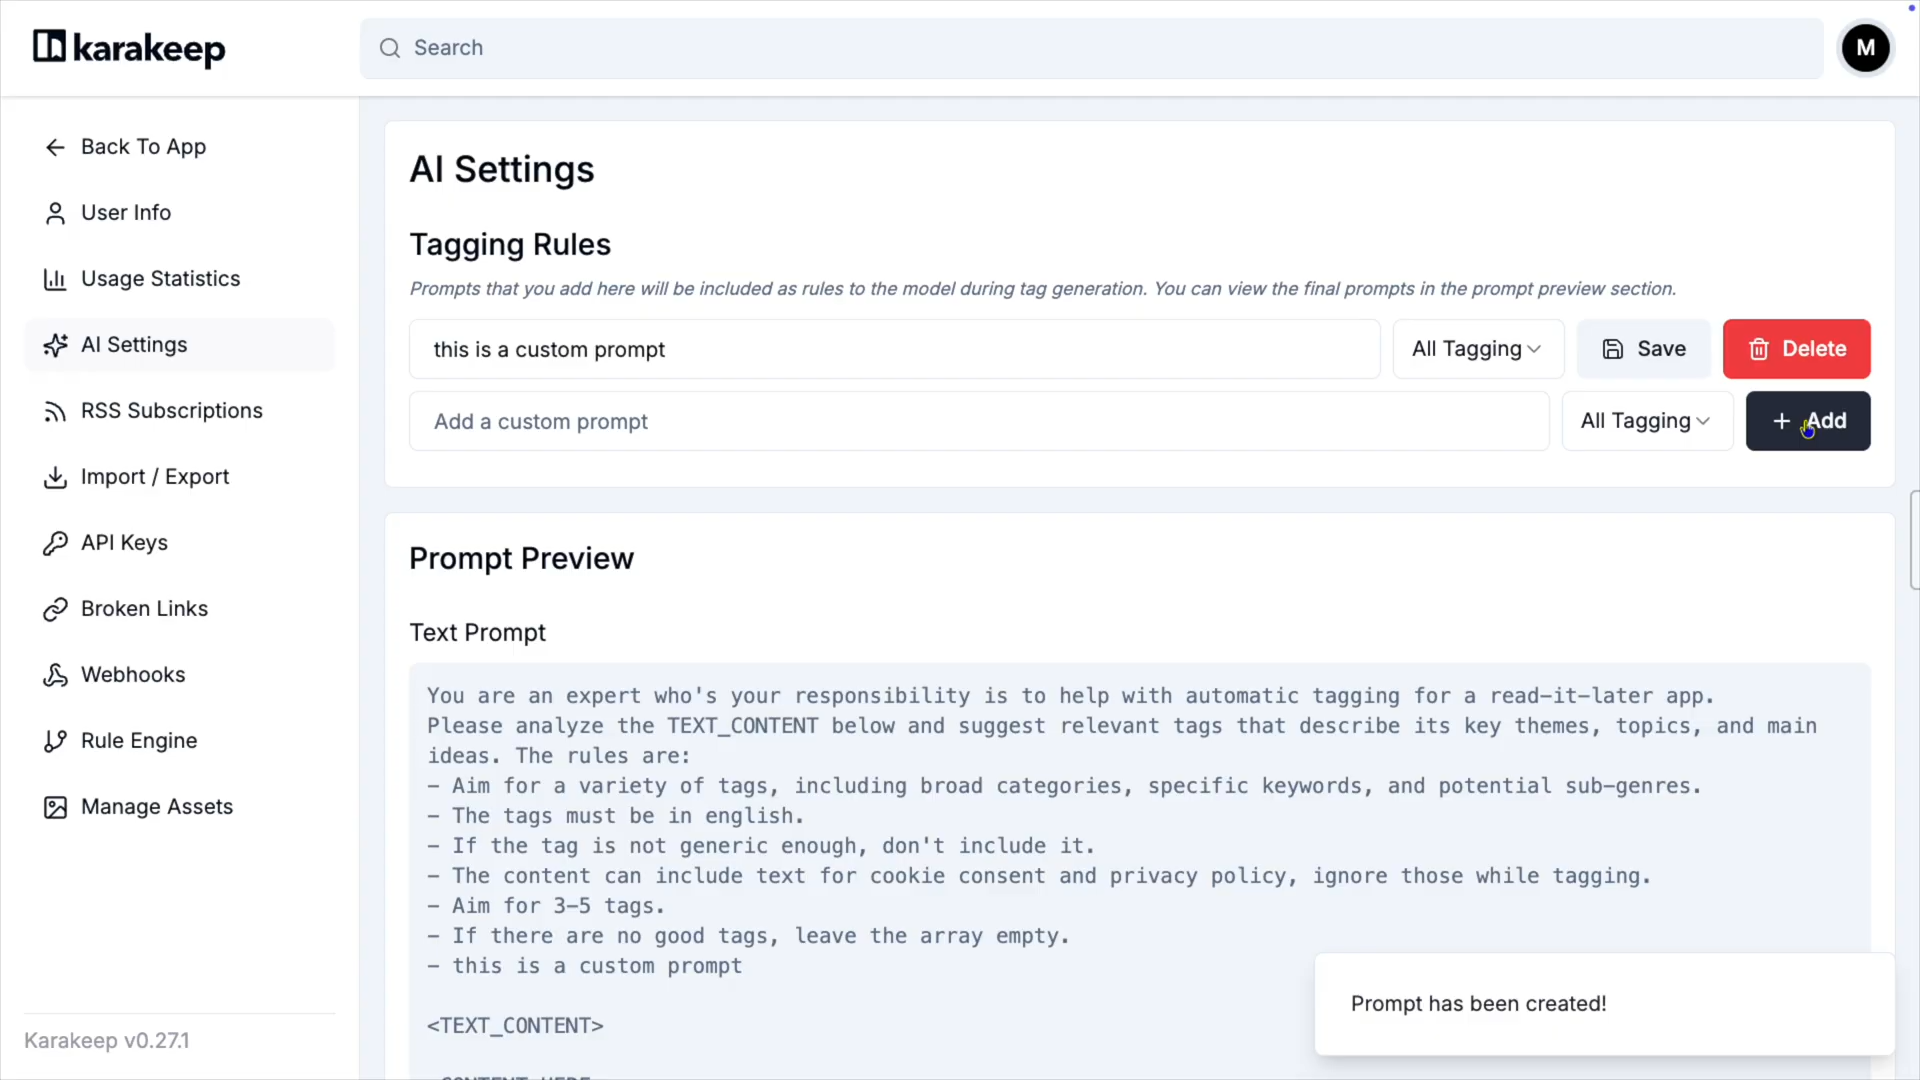 karakeep
Search
M
Back To App
User Info
Usage Statistics
AI Settings
RSS Subscriptions
Import / Export
API Keys
Broken Links
Webhooks
Rule Engine
Manage Assets
Karakeep v0.27.1
AI Settings
Tagging Rules
Prompts that you add here will be included as rules to the model during tag generation. You can view the final prompts in the prompt preview section.
this is a custom prompt
All Tagging
Save
Delete
Add a custom prompt
All Tagging
+ Add
Prompt Preview
Text Prompt
You are an expert who's your responsibility is to help with automatic tagging for a read-it-later app.
Please analyze the TEXT_CONTENT below and suggest relevant tags that describe its key themes, topics, and main
ideas. The rules are:
- Aim for a variety of tags, including broad categories, specific keywords, and potential sub-genres.
- The tags must be in english.
- If the tag is not generic enough, don't include it.
- The content can include text for cookie consent and privacy policy, ignore those while tagging.
- Aim for 3-5 tags.
- If there are no good tags, leave the array empty.
- this is a custom prompt
<TEXT_CONTENT>
Prompt has been created!